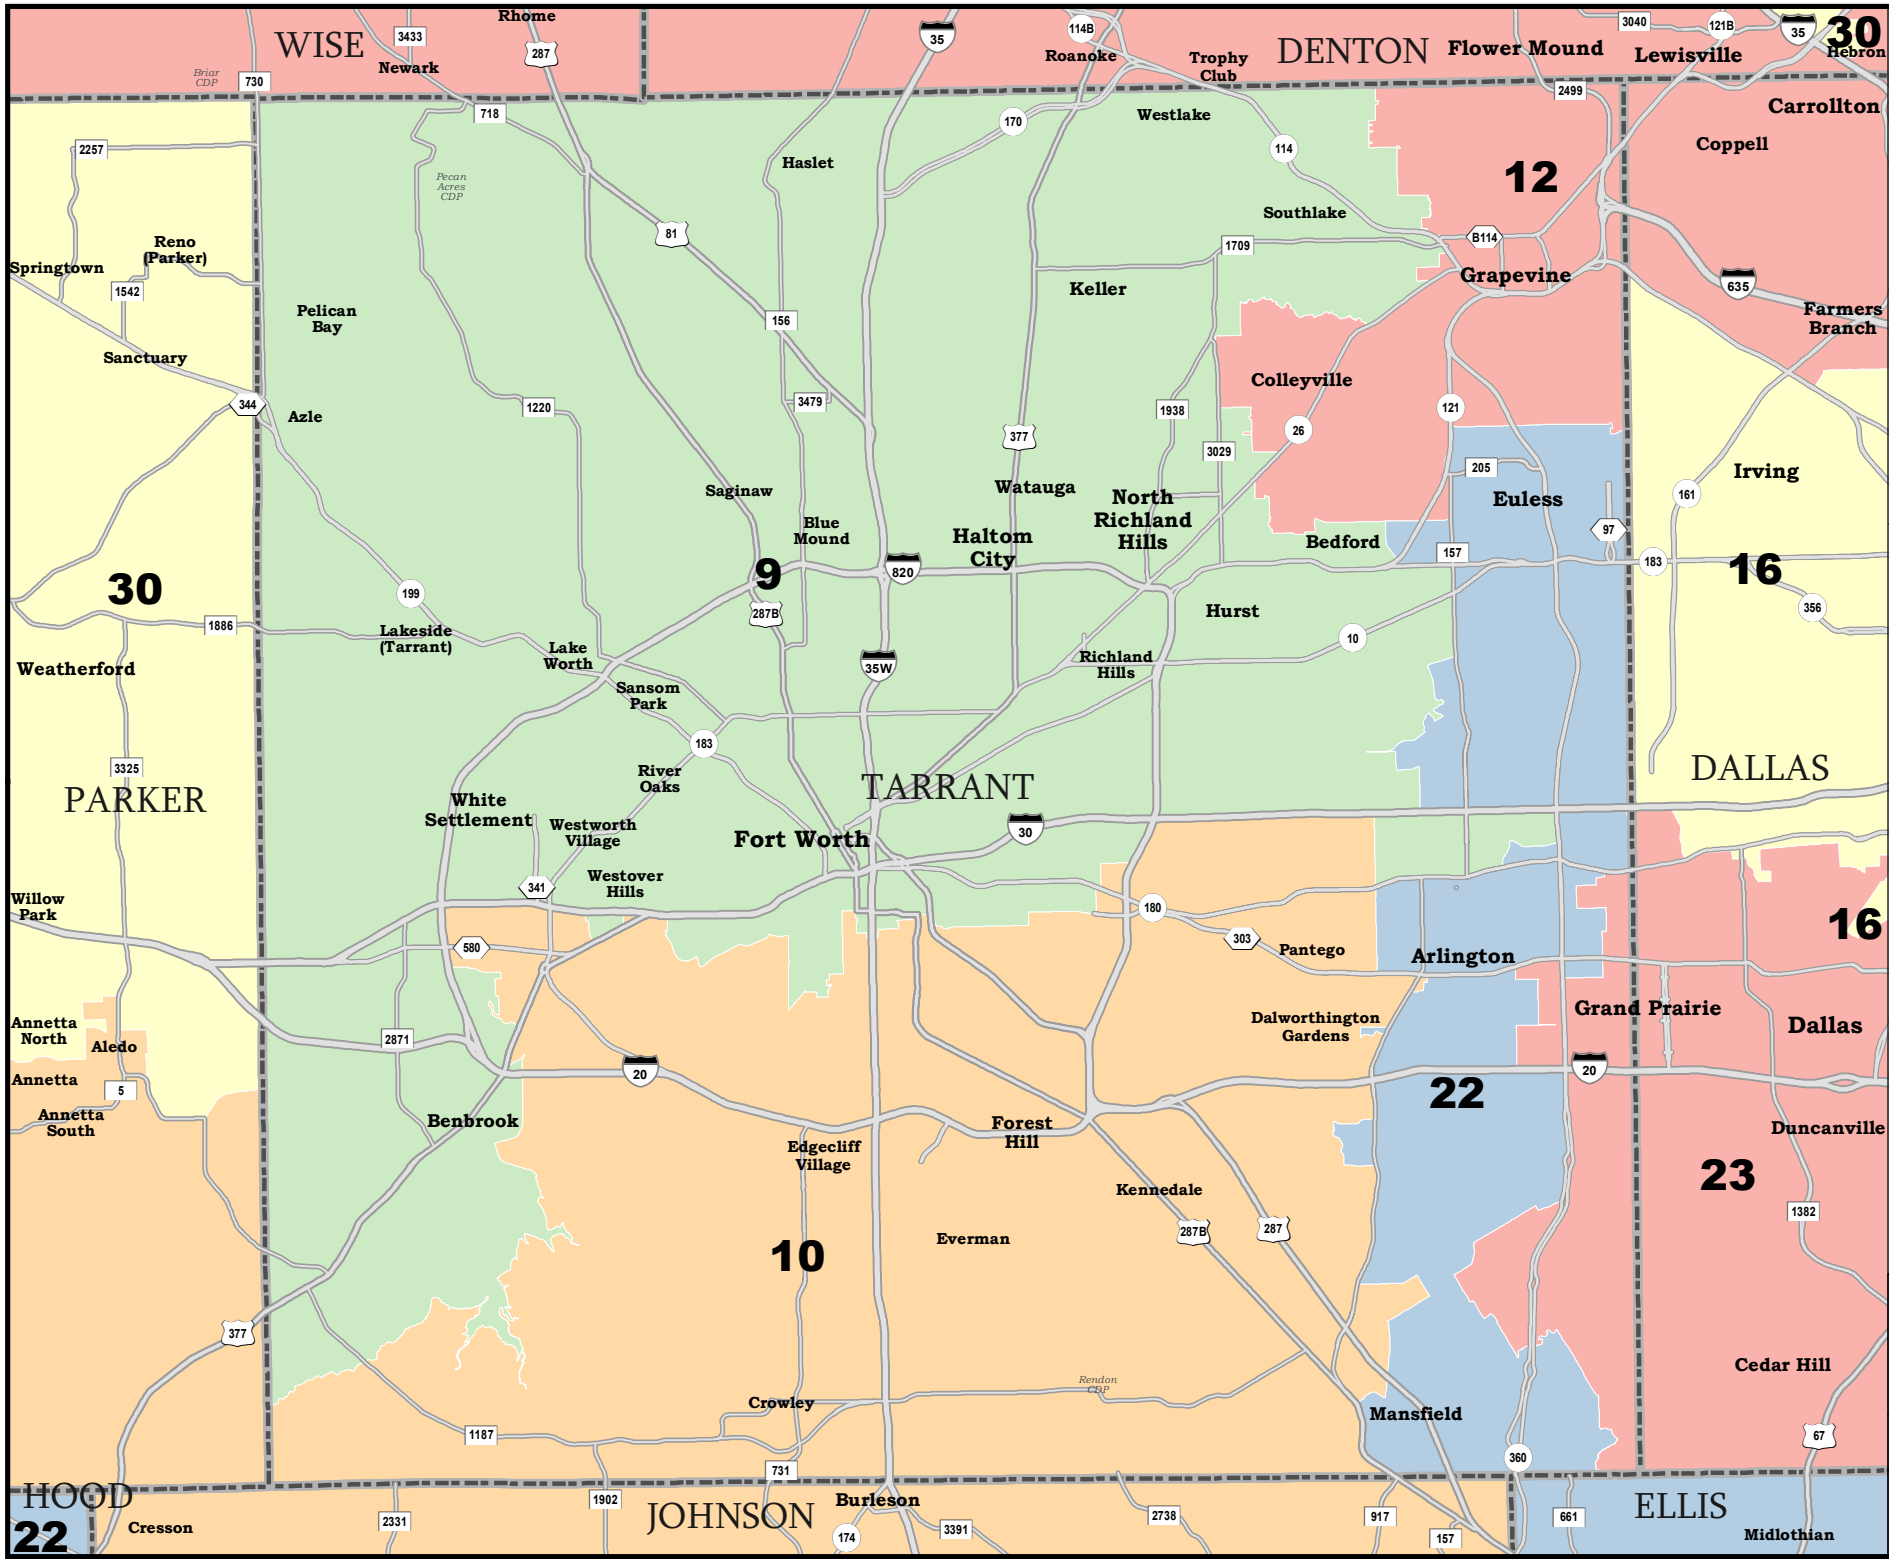 Rhome
3433
WISE
287
Newark
Briar
CDP
730
35
114B
Roanoke
Trophy
Club
DENTON
Flower Mound
3040
121B
35
30
Lewisville
Hebron
2499
Carrollton
718
170
Westlake
Coppell
2257
Haslet
114
12
Pecan
Acres
CDP
Southlake
81
B114
1709
Reno
(Parker)
Springtown
Grapevine
635
1542
Keller
Pelican
Bay
156
Farmers
Branch
Sanctuary
Colleyville
344
Azle
1220
3479
1938
121
26
377
3029
205
Irving
Saginaw
Watauga
North
Richland
Hills
Euless
161
Blue
Mound
Haltom
City
Bedford
97
157
183
16
9
820
30
199
287B
356
1886
Lakeside
(Tarrant)
Hurst
10
Lake
Worth
35W
Richland
Hills
Weatherford
Sansom
Park
183
3325
River
Oaks
TARRANT
DALLAS
PARKER
White
Settlement
Westworth
Village
Fort Worth
30
Westover
Hills
341
Willow
Park
180
16
580
303
Pantego
Arlington
Annetta
North
Aledo
2871
Dalworthington
Gardens
Grand Prairie
Dallas
20
20
Annetta
5
22
Annetta
South
Benbrook
Forest
Hill
Duncanville
Edgecliff
Village
23
Kennedale
1382
287B
287
Everman
10
377
Cedar Hill
Rendon
CDP
Crowley
Mansfield
1187
67
731
360
HOOD
1902
JOHNSON
Burleson
ELLIS
22
Cresson
2331
174
3391
2738
917
157
661
Midlothian